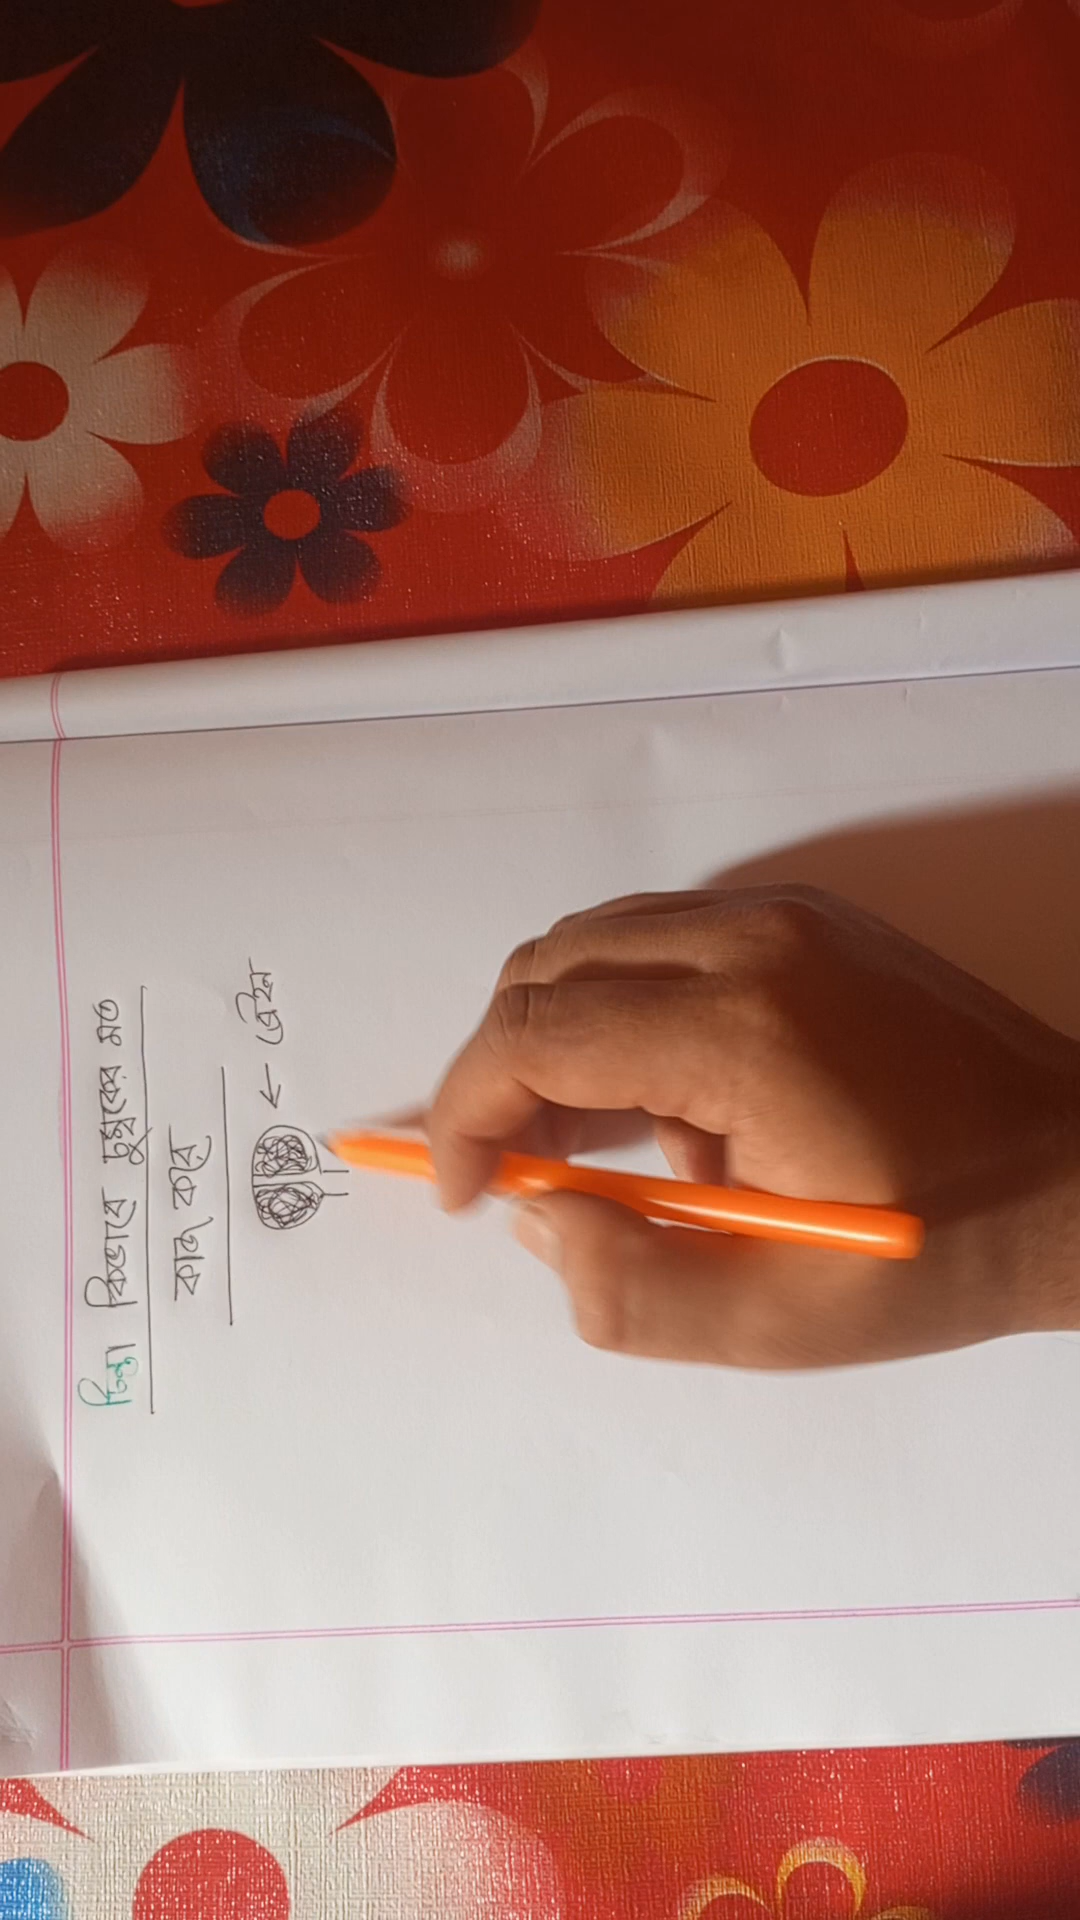 চিন্তা কিভাবে চুম্বকের মত
কাজ করে
← ব্রেইন